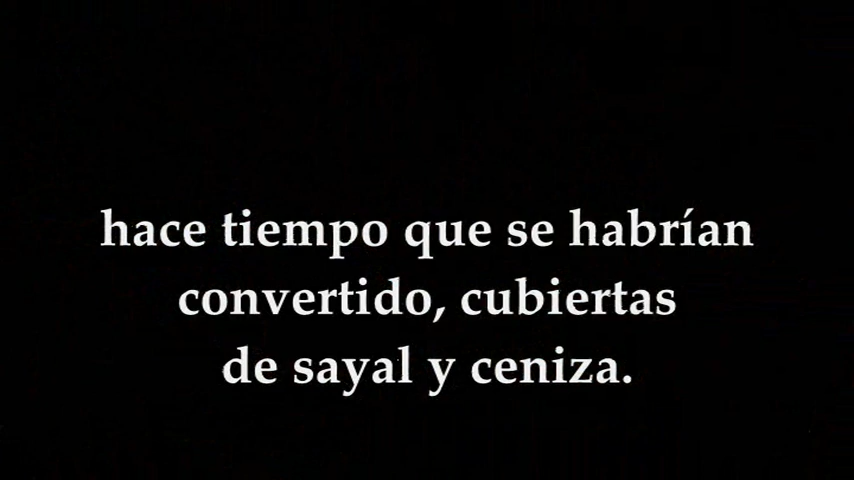 hace tiempo que se habrían
convertido, cubiertas
de sayal y ceniza.